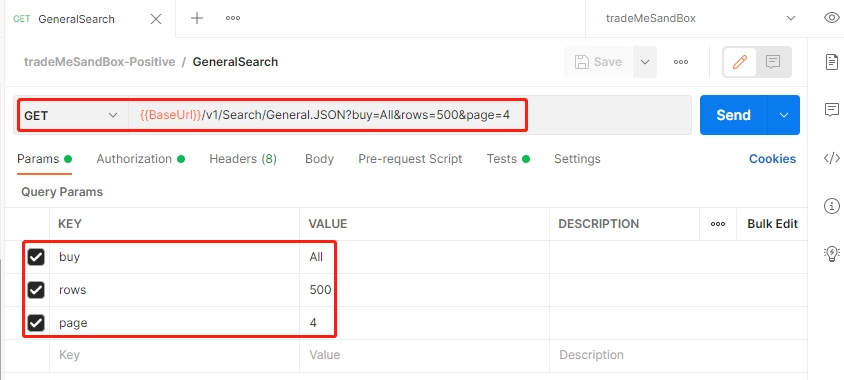 GET GeneralSearch
tradeMeSandBox
tradeMeSandBox-Positive / GeneralSearch
Save
GET {{BaseUrl}}/v1/Search/General.JSON?buy=All&rows=500&page=4
Send
Params Authorization Headers (8) Body Pre-request Script Tests Settings Cookies
Query Params
KEY VALUE DESCRIPTION Bulk Edit
buy All
rows 500
page 4
Key Value Description